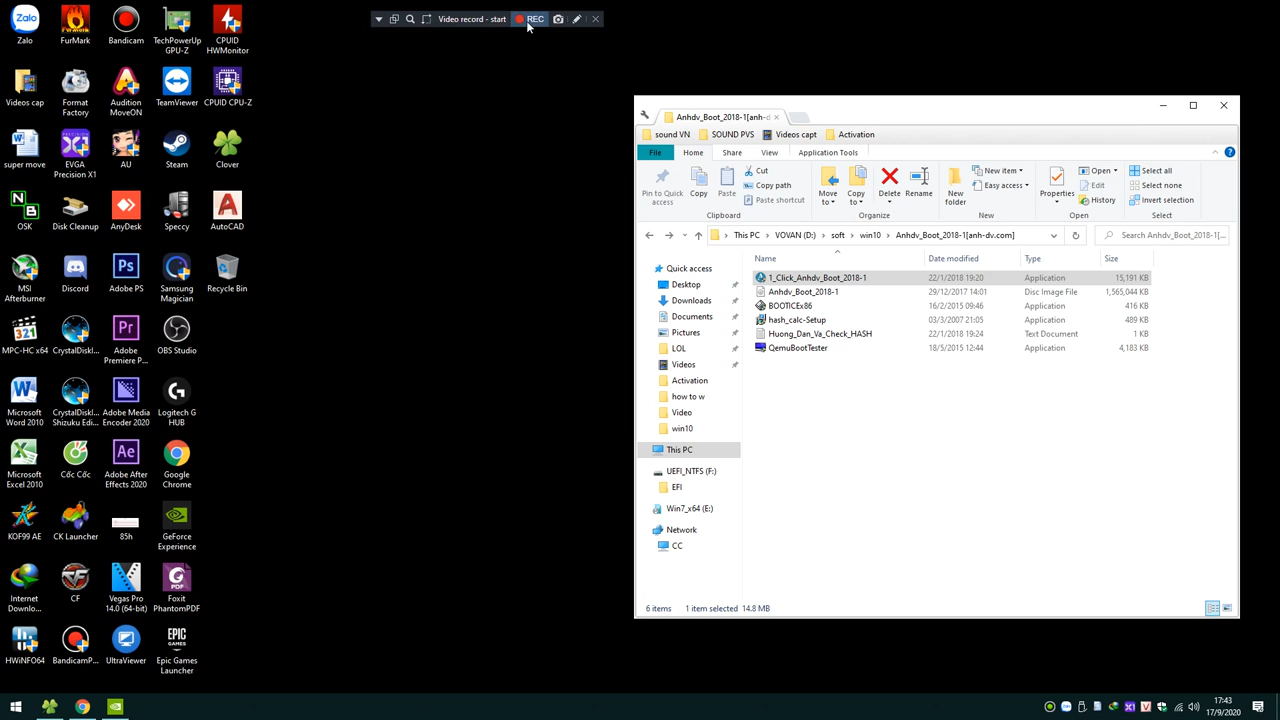 Zalo
FurMark
Bandicam
TechPowerUp
GPU-Z
CPUID
HWMonitor
Videos cap
Format
Factory
Audition
MoveON
TeamViewer
CPUID CPU-Z
super move
EVGA
Precision X1
AU
Steam
Clover
OSK
Disk Cleanup
AnyDesk
Speccy
AutoCAD
MSI
Afterburner
Discord
Adobe PS
Samsung
Magician
Recycle Bin
MPC-HC x64
CrystalDiskI...
Adobe
Premiere P...
OBS Studio
Microsoft
Word 2010
CrystalDiskI...
Shizuku Edi...
Adobe Media
Encoder 2020
Logitech G
HUB
Microsoft
Excel 2010
Cốc Cốc
Adobe After
Effects 2020
Google
Chrome
KOF99 AE
CK Launcher
85h
GeForce
Experience
Internet
Downlo...
CF
Vegas Pro
14.0 (64-bit)
Foxit
PhantomPDF
HWiNFO64
BandicamP...
UltraViewer
Epic Games
Launcher
Video record - start
REC
Anhdv_Boot_2018-1[anh-d
sound VN
SOUND PVS
Videos capt
Activation
File
Home
Share
View
Application Tools
Pin to Quick
access
Copy
Paste
Cut
Copy path
Paste shortcut
Clipboard
Move
to
Copy
to
Delete
Rename
Organize
New
folder
New item
Easy access
New
Properties
Open
Edit
History
Open
Select all
Select none
Invert selection
Select
This PC
VOVAN (D:)
soft
win10
Anhdv_Boot_2018-1[anh-dv.com]
Search Anhdv_Boot_2018-1[...
Name
Date modified
Type
Size
1_Click_Anhdv_Boot_2018-1 22/1/2018 19:20 Application 15,191 KB
Anhdv_Boot_2018-1 29/12/2017 14:01 Disc Image File 1,565,044 KB
BOOTICEx86 16/2/2015 09:46 Application 416 KB
hash_calc-Setup 03/3/2007 21:05 Application 489 KB
Huong_Dan_Va_Check_HASH 22/1/2018 19:24 Text Document 1 KB
QemuBootTester 18/5/2015 12:44 Application 4,183 KB
Quick access
Desktop
Downloads
Documents
Pictures
LOL
Videos
Activation
how to w
Video
win10
This PC
UEFI_NTFS (F:)
EFI
Win7_x64 (E:)
Network
CC
6 items
1 item selected 14.8 MB
17:43
17/9/2020